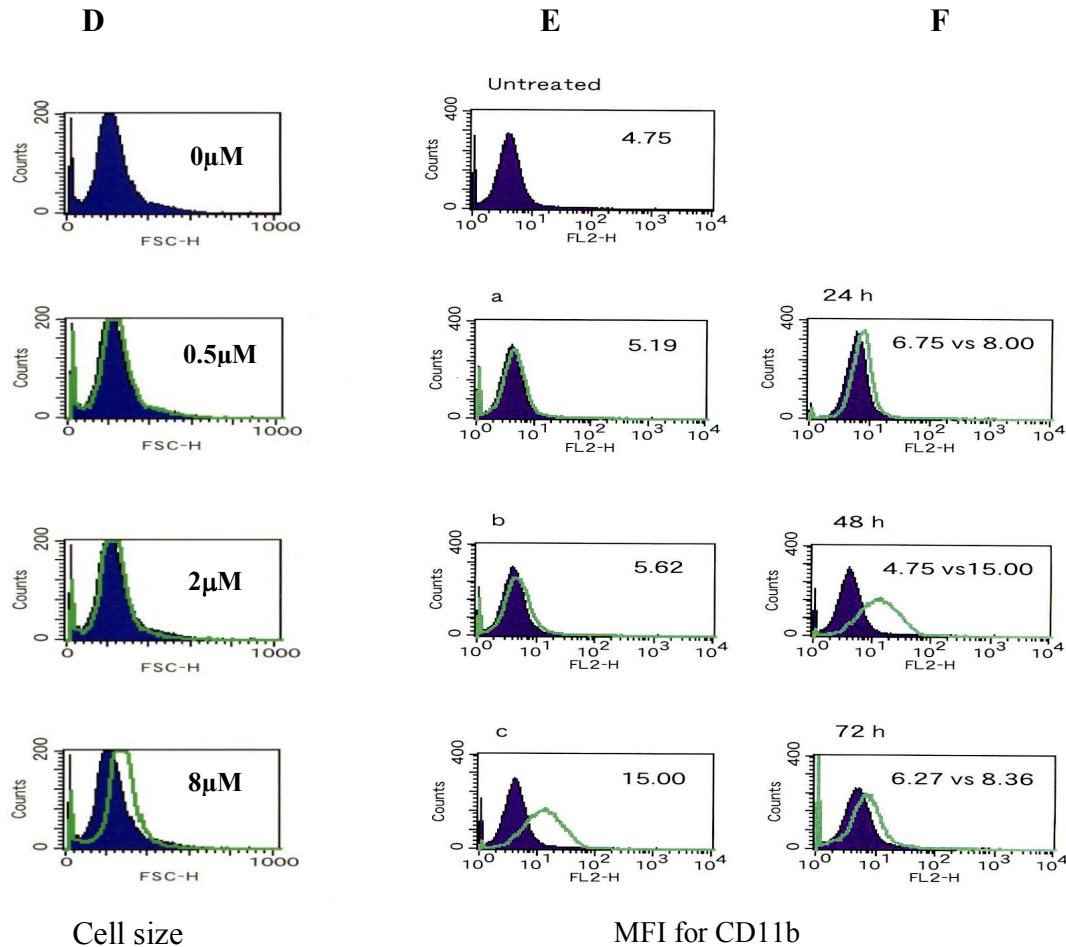 D
E
F
200
Counts
0
0µM
0
1000
FSC-H
Untreated
400
Counts
0
4.75
10^0 10^1 10^2 10^3 10^4
FL2-H
200
Counts
0
0.5µM
0
1000
FSC-H
a
400
Counts
0
5.19
10^0 10^1 10^2 10^3 10^4
FL2-H
24 h
400
Counts
0
6.75 vs 8.00
10^0 10^1 10^2 10^3 10^4
FL2-H
200
Counts
0
2µM
0
1000
FSC-H
b
400
Counts
0
5.62
10^0 10^1 10^2 10^3 10^4
FL2-H
48 h
400
Counts
0
4.75 vs15.00
10^0 10^1 10^2 10^3 10^4
FL2-H
200
Counts
0
8µM
0
1000
FSC-H
c
400
Counts
0
15.00
10^0 10^1 10^2 10^3 10^4
FL2-H
72 h
400
Counts
0
6.27 vs 8.36
10^0 10^1 10^2 10^3 10^4
FL2-H
Cell size
MFI for CD11b